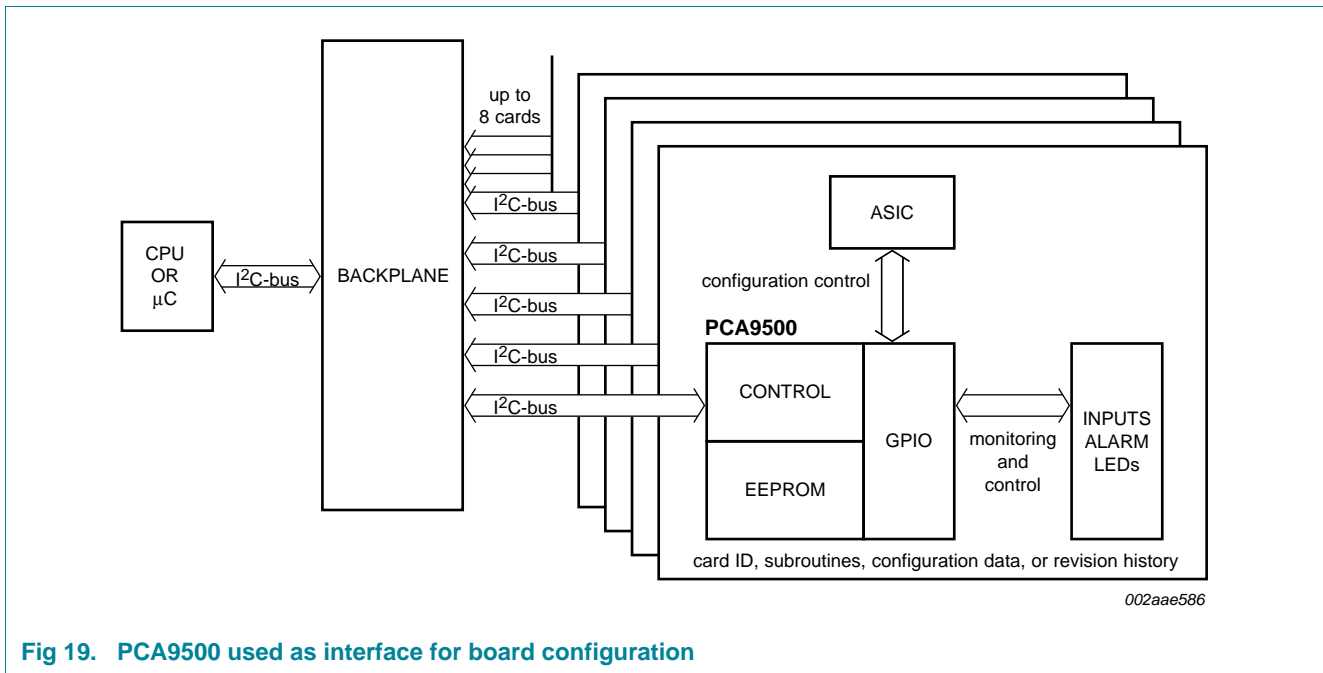 up to
8 cards
I2C-bus
I2C-bus
I2C-bus
I2C-bus
I2C-bus
I2C-bus
CPU
OR
μC
BACKPLANE
ASIC
configuration control
PCA9500
CONTROL
EEPROM
GPIO
monitoring
and
control
INPUTS
ALARM
LEDs
card ID, subroutines, configuration data, or revision history
002aae586
Fig 19. PCA9500 used as interface for board configuration